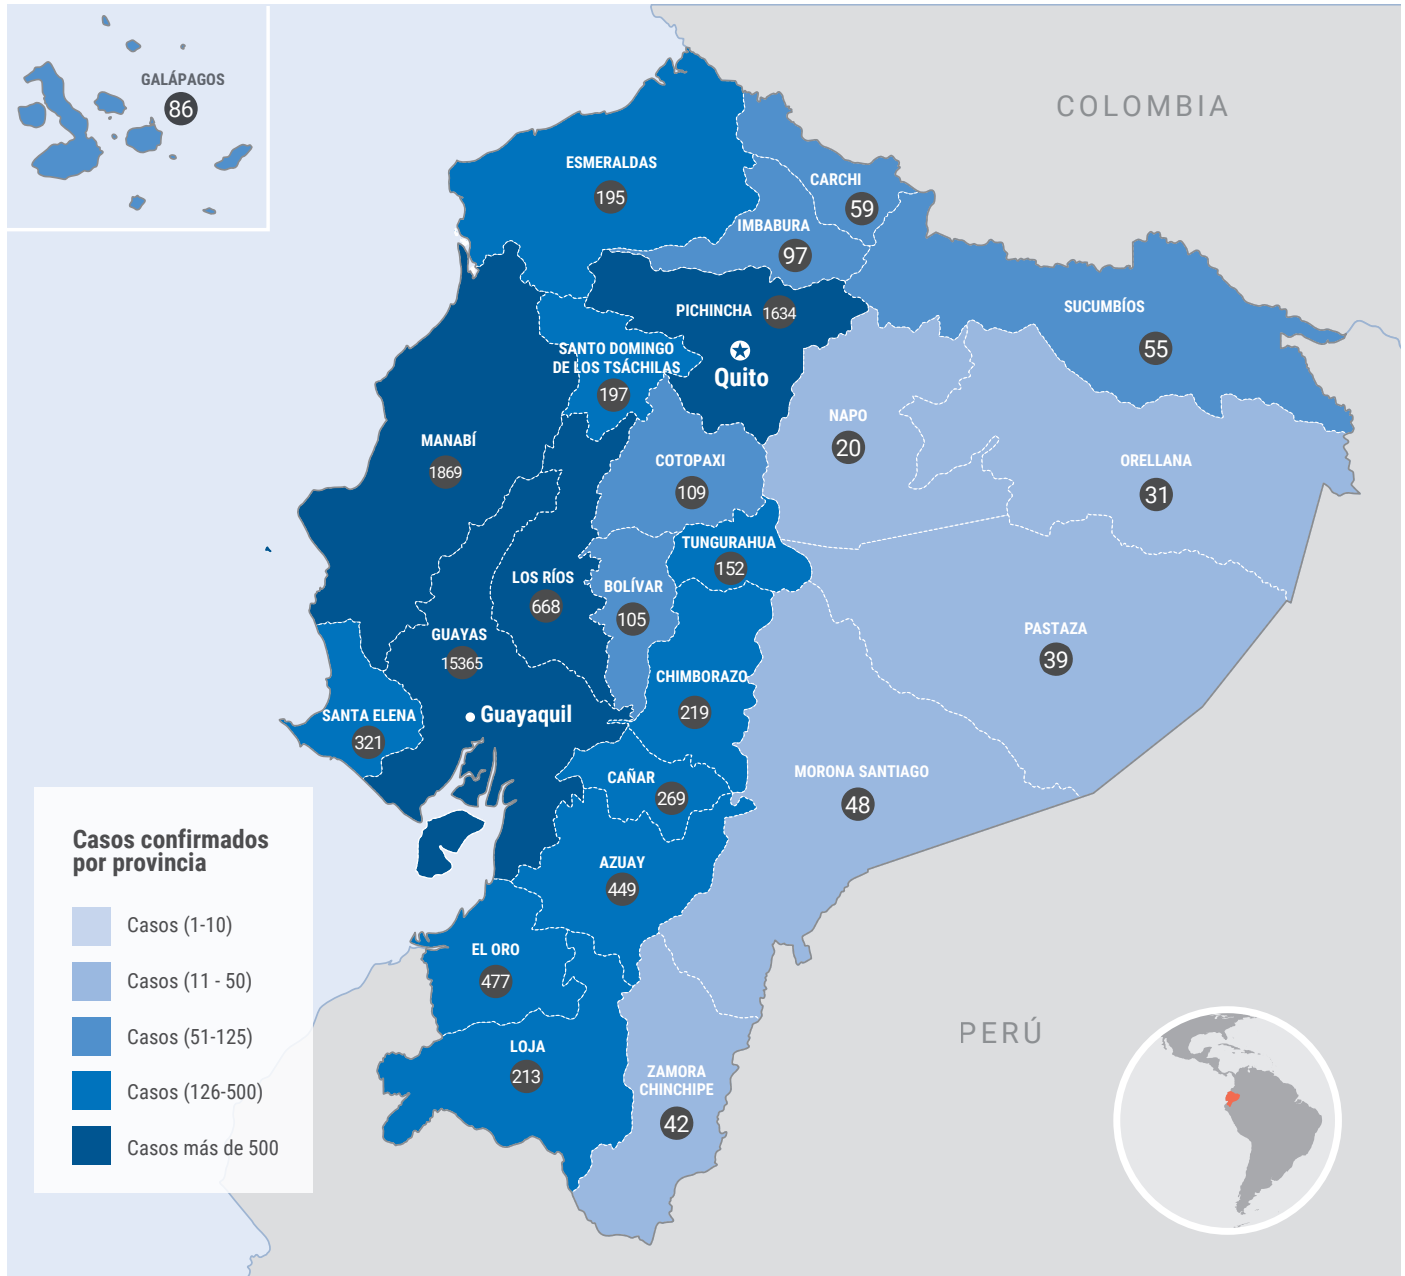 GALÁPAGOS
86
COLOMBIA
ESMERALDAS
195
CARCHI
59
IMBABURA
97
PICHINCHA
1634
SUCUMBÍOS
55
SANTO DOMINGO
DE LOS TSÁCHILAS
197
Quito
NAPO
20
MANABÍ
1869
COTOPAXI
109
ORELLANA
31
TUNGURAHUA
152
LOS RÍOS
668
BOLÍVAR
105
GUAYAS
15365
PASTAZA
39
CHIMBORAZO
219
SANTA ELENA
321
Guayaquil
CAÑAR
269
MORONA SANTIAGO
48
AZUAY
449
EL ORO
477
LOJA
213
ZAMORA
CHINCHIPE
42
PERÚ
Casos confirmados
por provincia
Casos (1-10)
Casos (11 - 50)
Casos (51-125)
Casos (126-500)
Casos más de 500